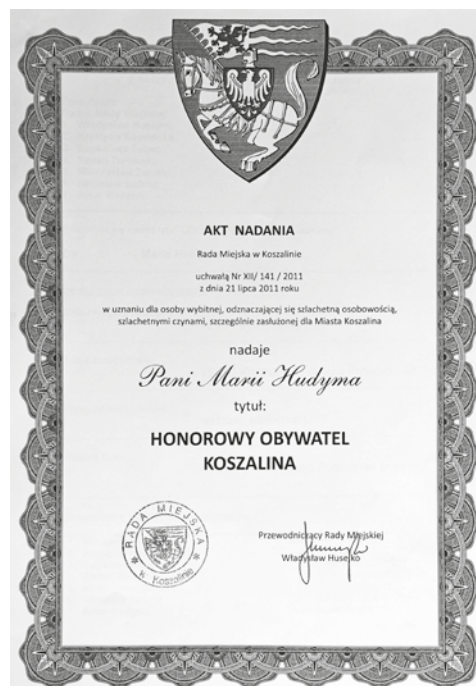 AKT NADANIA
Rada Miejska w Koszalinie
uchwałą Nr XII/ 141 / 2011
z dnia 21 lipca 2011 roku
w uznaniu dla osoby wybitnej, odznaczającej się szlachetną osobowością,
szlachetnymi czynami, szczególnie zasłużonej dla Miasta Koszalina
nadaje
Pani Marii Hudyma
tytuł:
HONOROWY OBYWATEL
KOSZALINA
RADA MIEJSKA
w Koszalinie
Przewodniczący Rady Miejskiej
Władysław Husejko